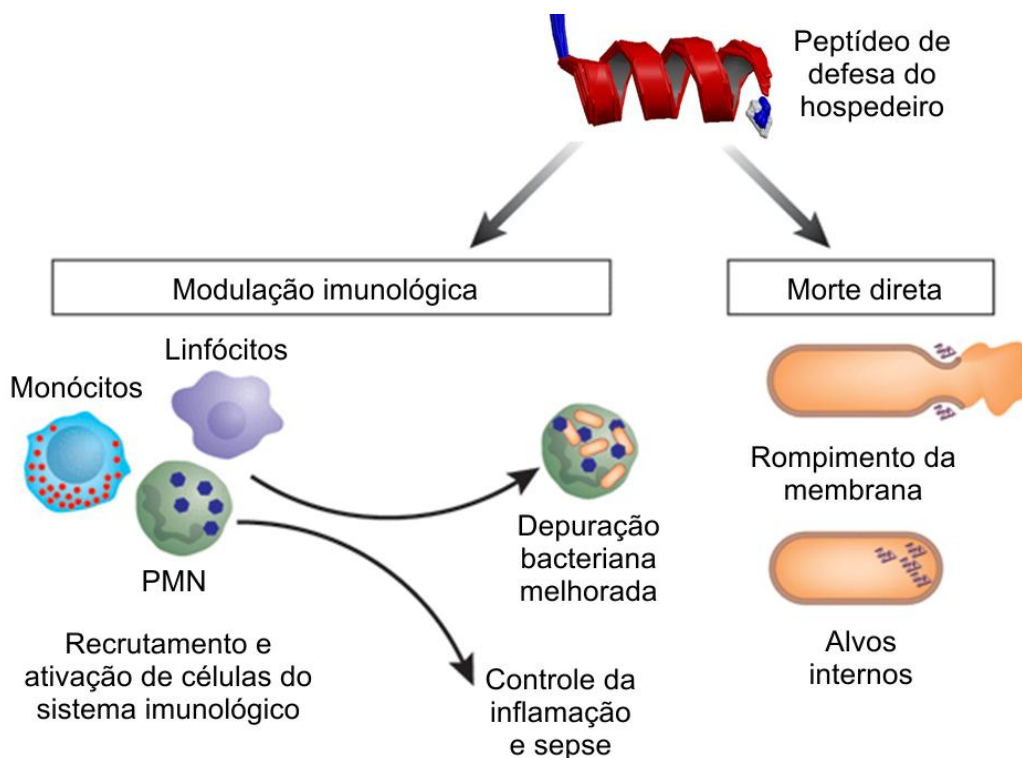 Peptídeo de
defesa do
hospedeiro
Modulação imunológica
Morte direta
Linfócitos
Monócitos
PMN
Recrutamento e
ativação de células do
sistema imunológico
Depuração
bacteriana
melhorada
Controle da
inflamação
e sepse
Rompimento da
membrana
Alvos
internos